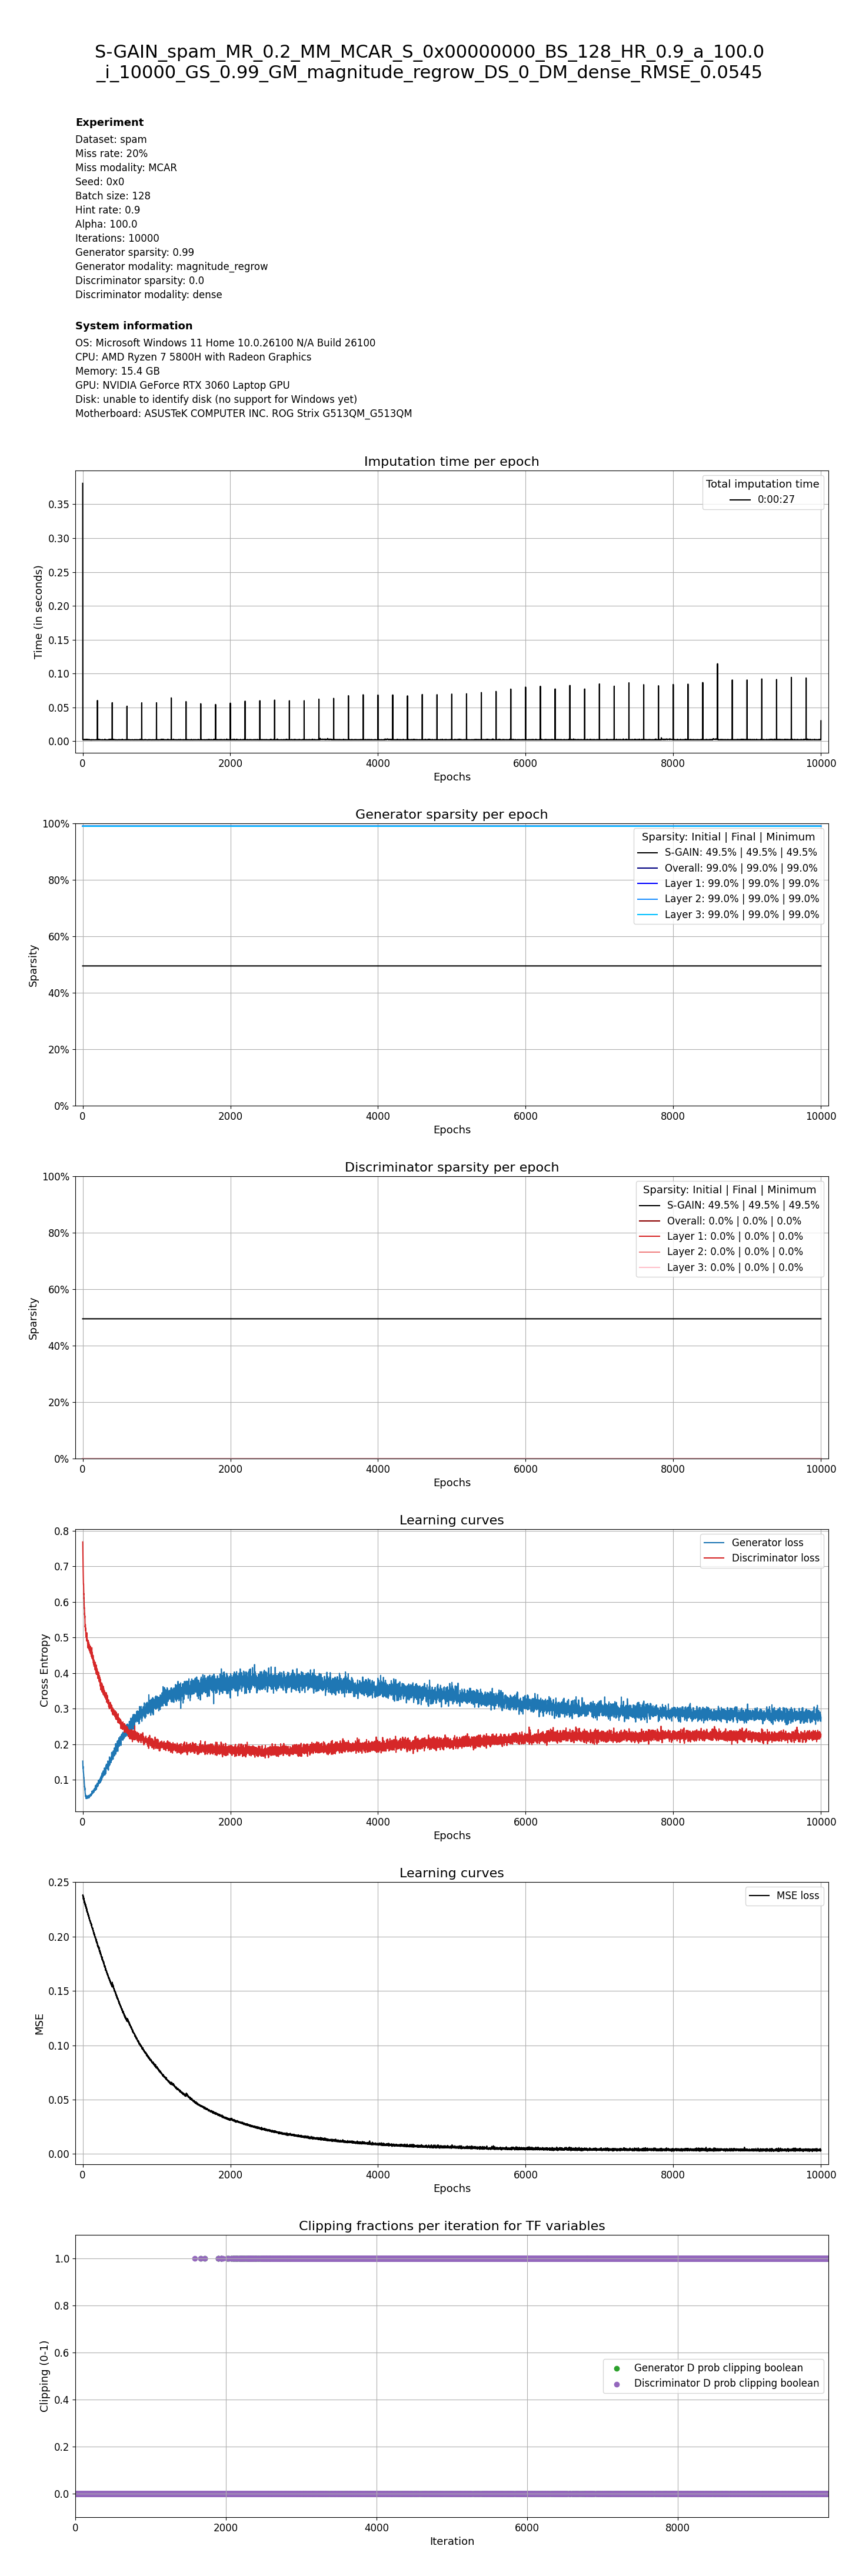 S-GAIN_spam_MR_0.2_MM_MCAR_S_0x00000000_BS_128_HR_0.9_a_100.0
_i_10000_GS_0.99_GM_magnitude_regrow_DS_0_DM_dense_RMSE_0.0545
Experiment
Dataset: spam
Miss rate: 20%
Miss modality: MCAR
Seed: 0x0
Batch size: 128
Hint rate: 0.9
Alpha: 100.0
Iterations: 10000
Generator sparsity: 0.99
Generator modality: magnitude_regrow
Discriminator sparsity: 0.0
Discriminator modality: dense
System information
OS: Microsoft Windows 11 Home 10.0.26100 N/A Build 26100
CPU: AMD Ryzen 7 5800H with Radeon Graphics
Memory: 15.4 GB
GPU: NVIDIA GeForce RTX 3060 Laptop GPU
Disk: unable to identify disk (no support for Windows yet)
Motherboard: ASUSTeK COMPUTER INC. ROG Strix G513QM_G513QM
Imputation time per epoch
Total imputation time
0:00:27
0.35
0.30
0.25
0.20
0.15
0.10
0.05
0.00
Time (in seconds)
0 2000 4000 6000 8000 10000
Epochs
Generator sparsity per epoch
Sparsity: Initial | Final | Minimum
S-GAIN: 49.5% | 49.5% | 49.5%
Overall: 99.0% | 99.0% | 99.0%
Layer 1: 99.0% | 99.0% | 99.0%
Layer 2: 99.0% | 99.0% | 99.0%
Layer 3: 99.0% | 99.0% | 99.0%
100%
80%
60%
40%
20%
0%
Sparsity
0 2000 4000 6000 8000 10000
Epochs
Discriminator sparsity per epoch
Sparsity: Initial | Final | Minimum
S-GAIN: 49.5% | 49.5% | 49.5%
Overall: 0.0% | 0.0% | 0.0%
Layer 1: 0.0% | 0.0% | 0.0%
Layer 2: 0.0% | 0.0% | 0.0%
Layer 3: 0.0% | 0.0% | 0.0%
100%
80%
60%
40%
20%
0%
Sparsity
0 2000 4000 6000 8000 10000
Epochs
Learning curves
Generator loss
Discriminator loss
0.8
0.7
0.6
0.5
0.4
0.3
0.2
0.1
Cross Entropy
0 2000 4000 6000 8000 10000
Epochs
Learning curves
MSE loss
0.25
0.20
0.15
0.10
0.05
0.00
MSE
0 2000 4000 6000 8000 10000
Epochs
Clipping fractions per iteration for TF variables
1.0
0.8
0.6
0.4
0.2
0.0
Clipping (0-1)
Generator D prob clipping boolean
Discriminator D prob clipping boolean
0 2000 4000 6000 8000
Iteration